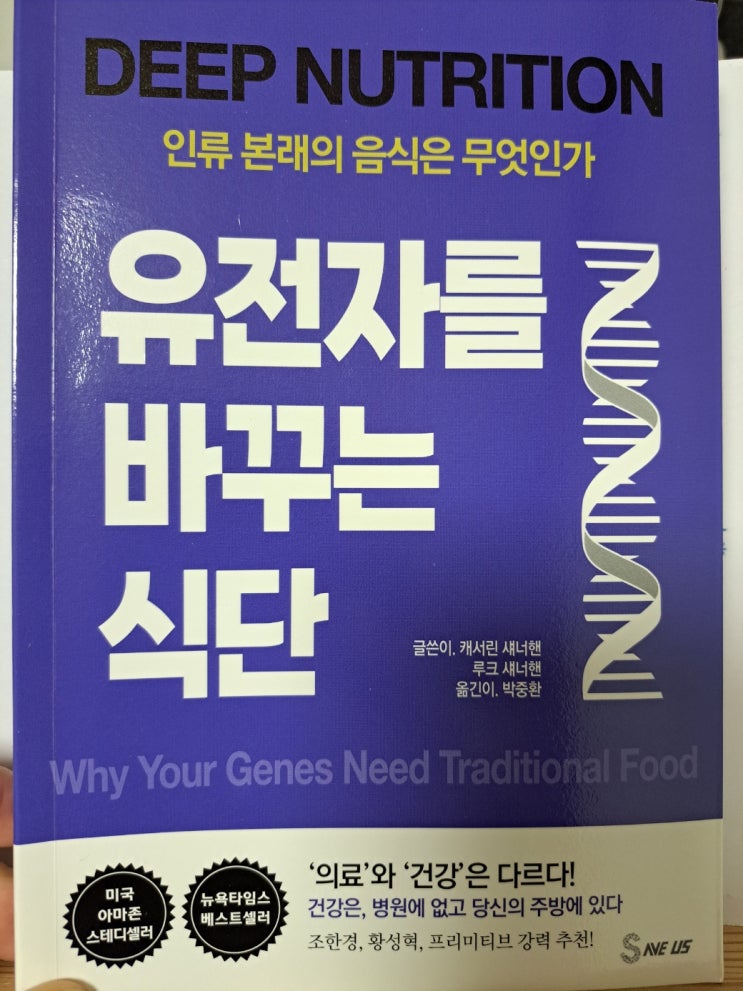 DEEP NUTRITION
인류 본래의 음식은 무엇인가
유전자를
바꾸는
식단
글쓴이. 캐서린 섀너핸
루크 섀너핸
옮긴이. 박중환
Why Your Genes Need Traditional Food
미국
아마존
스테디셀러
뉴욕타임스
베스트셀러
‘의료’와 ‘건강’은 다르다!
건강은, 병원에 없고 당신의 주방에 있다
조한경, 황성혁, 프리미티브 강력 추천!
SAVE US